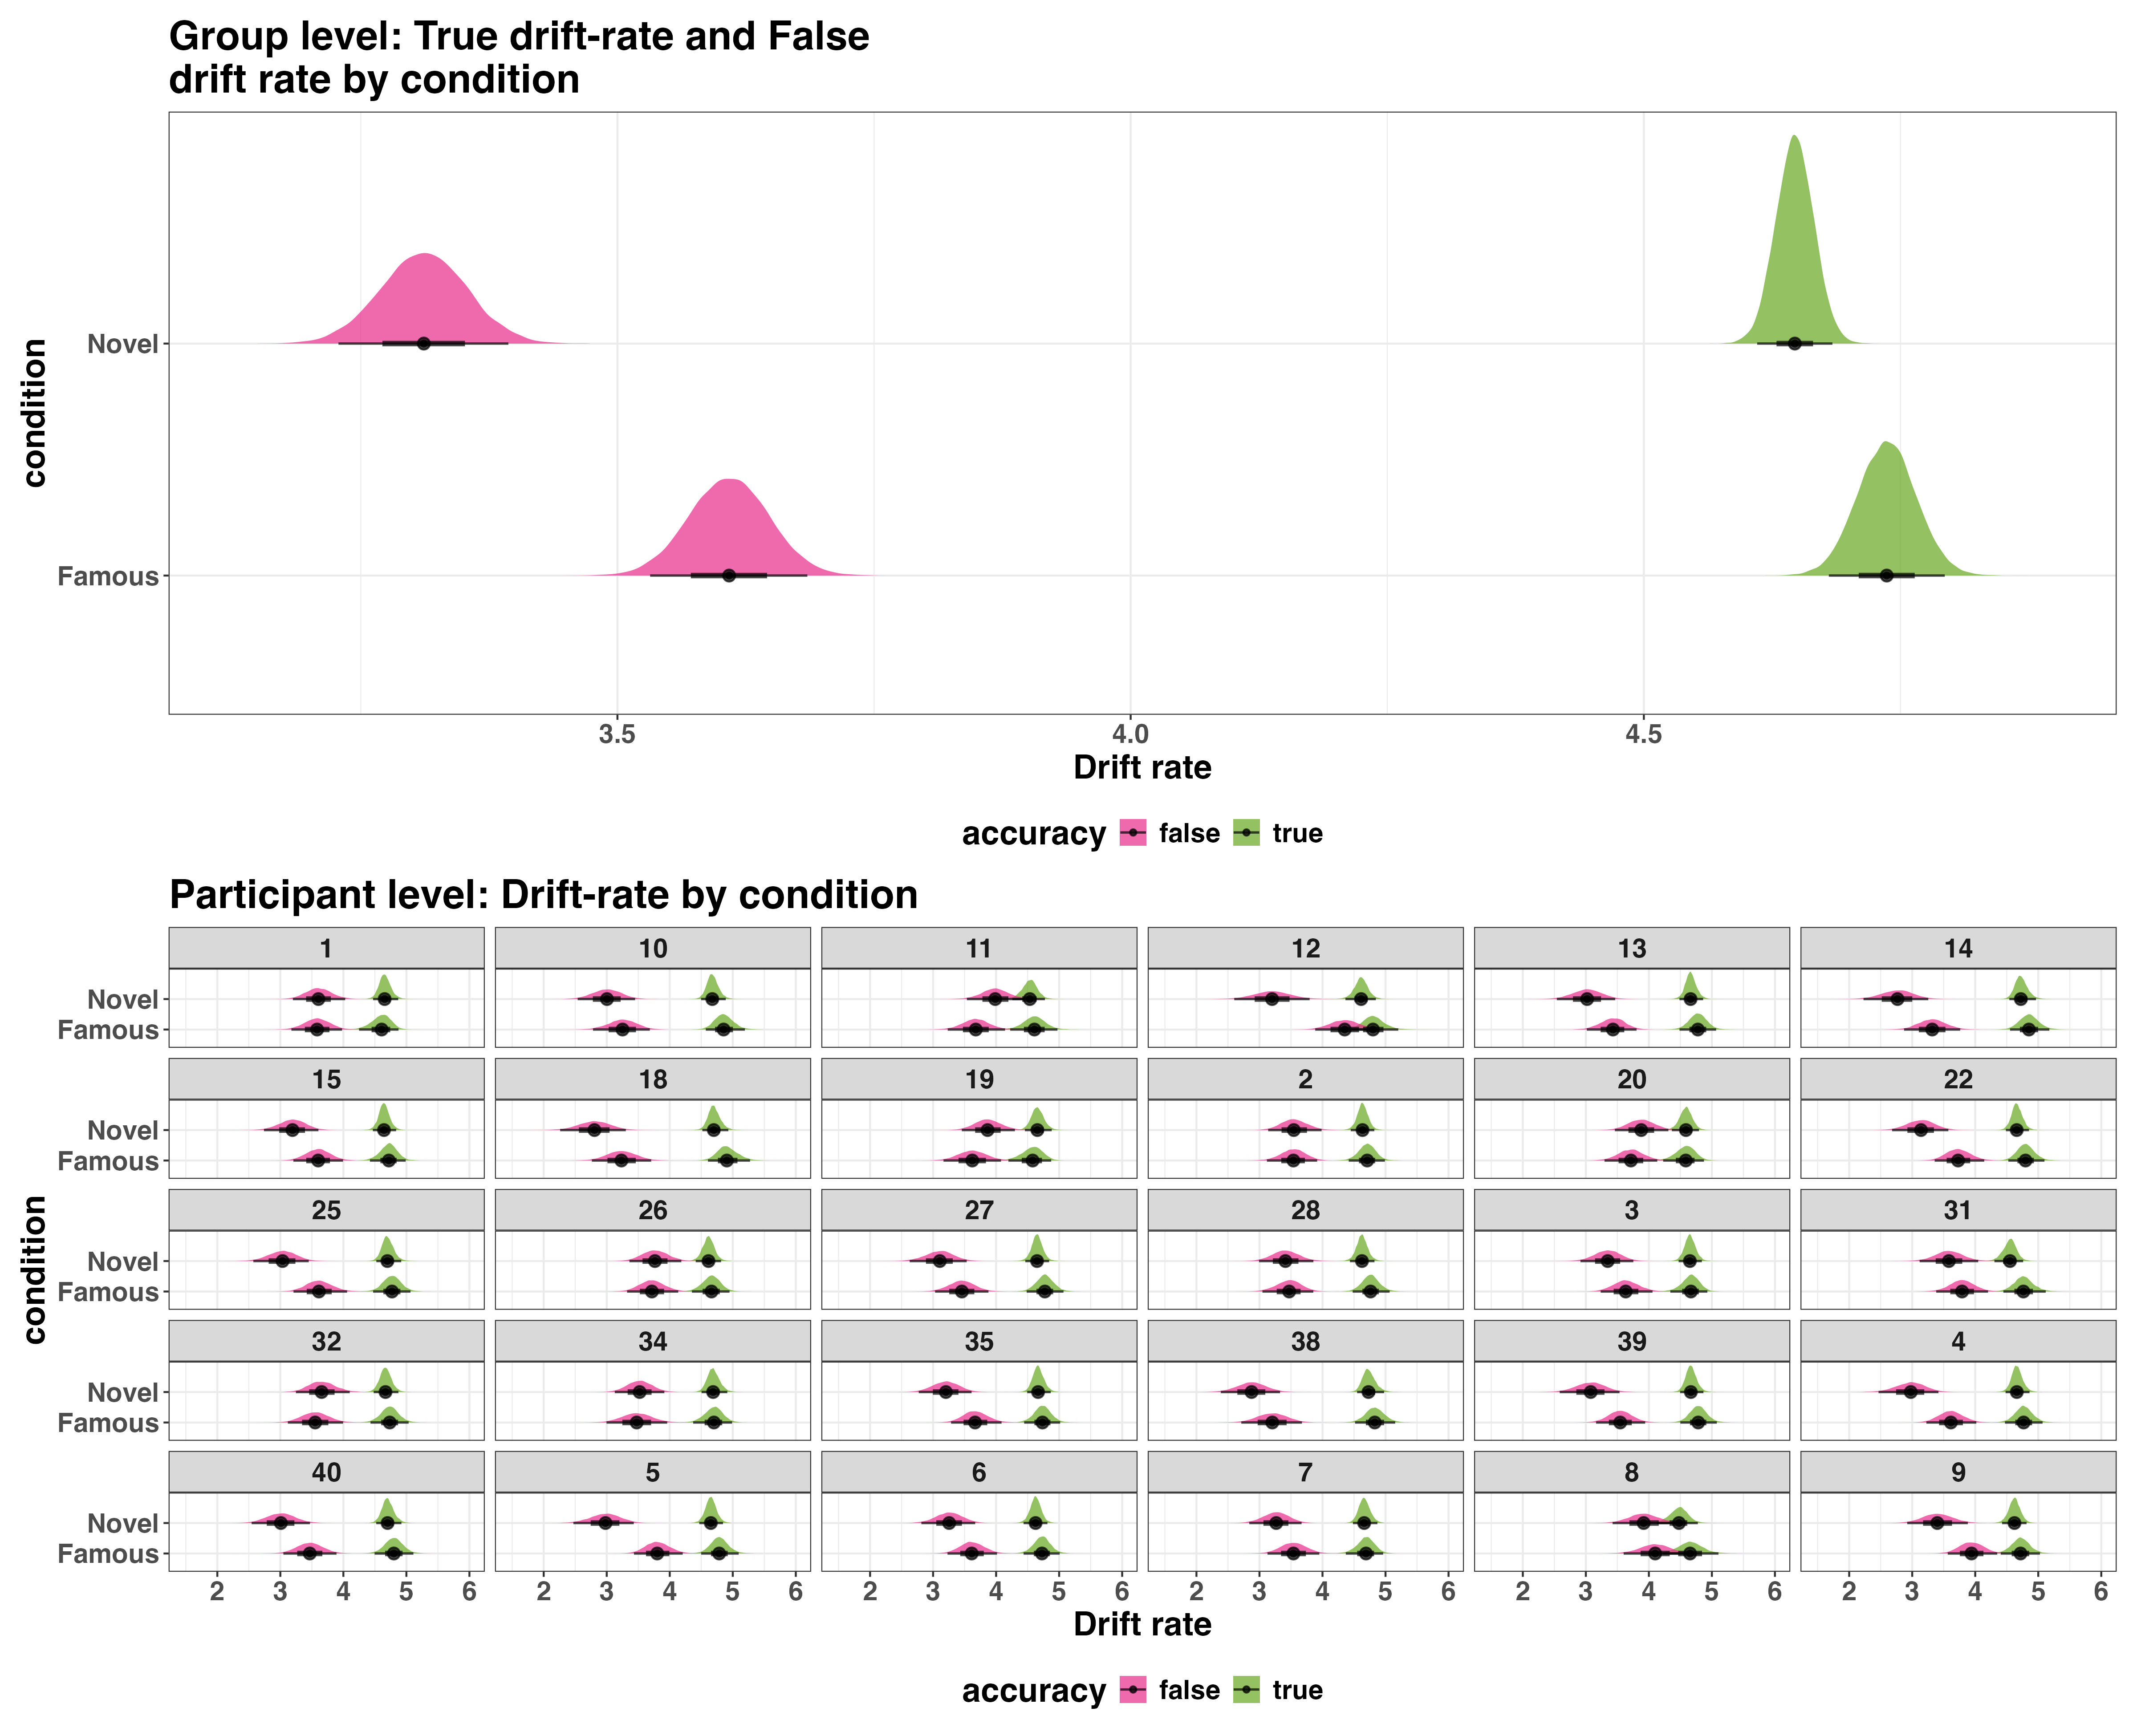 Group level: True drift-rate and False
drift rate by condition
condition
Novel
Famous
3.5 4.0 4.5
Drift rate
accuracy false true
Participant level: Drift-rate by condition
condition
1 10 11 12 13 14
Novel
Famous
15 18 19 2 20 22
Novel
Famous
25 26 27 28 3 31
Novel
Famous
32 34 35 38 39 4
Novel
Famous
40 5 6 7 8 9
Novel
Famous
2 3 4 5 6 2 3 4 5 6 2 3 4 5 6 2 3 4 5 6 2 3 4 5 6 2 3 4 5 6
Drift rate
accuracy false true